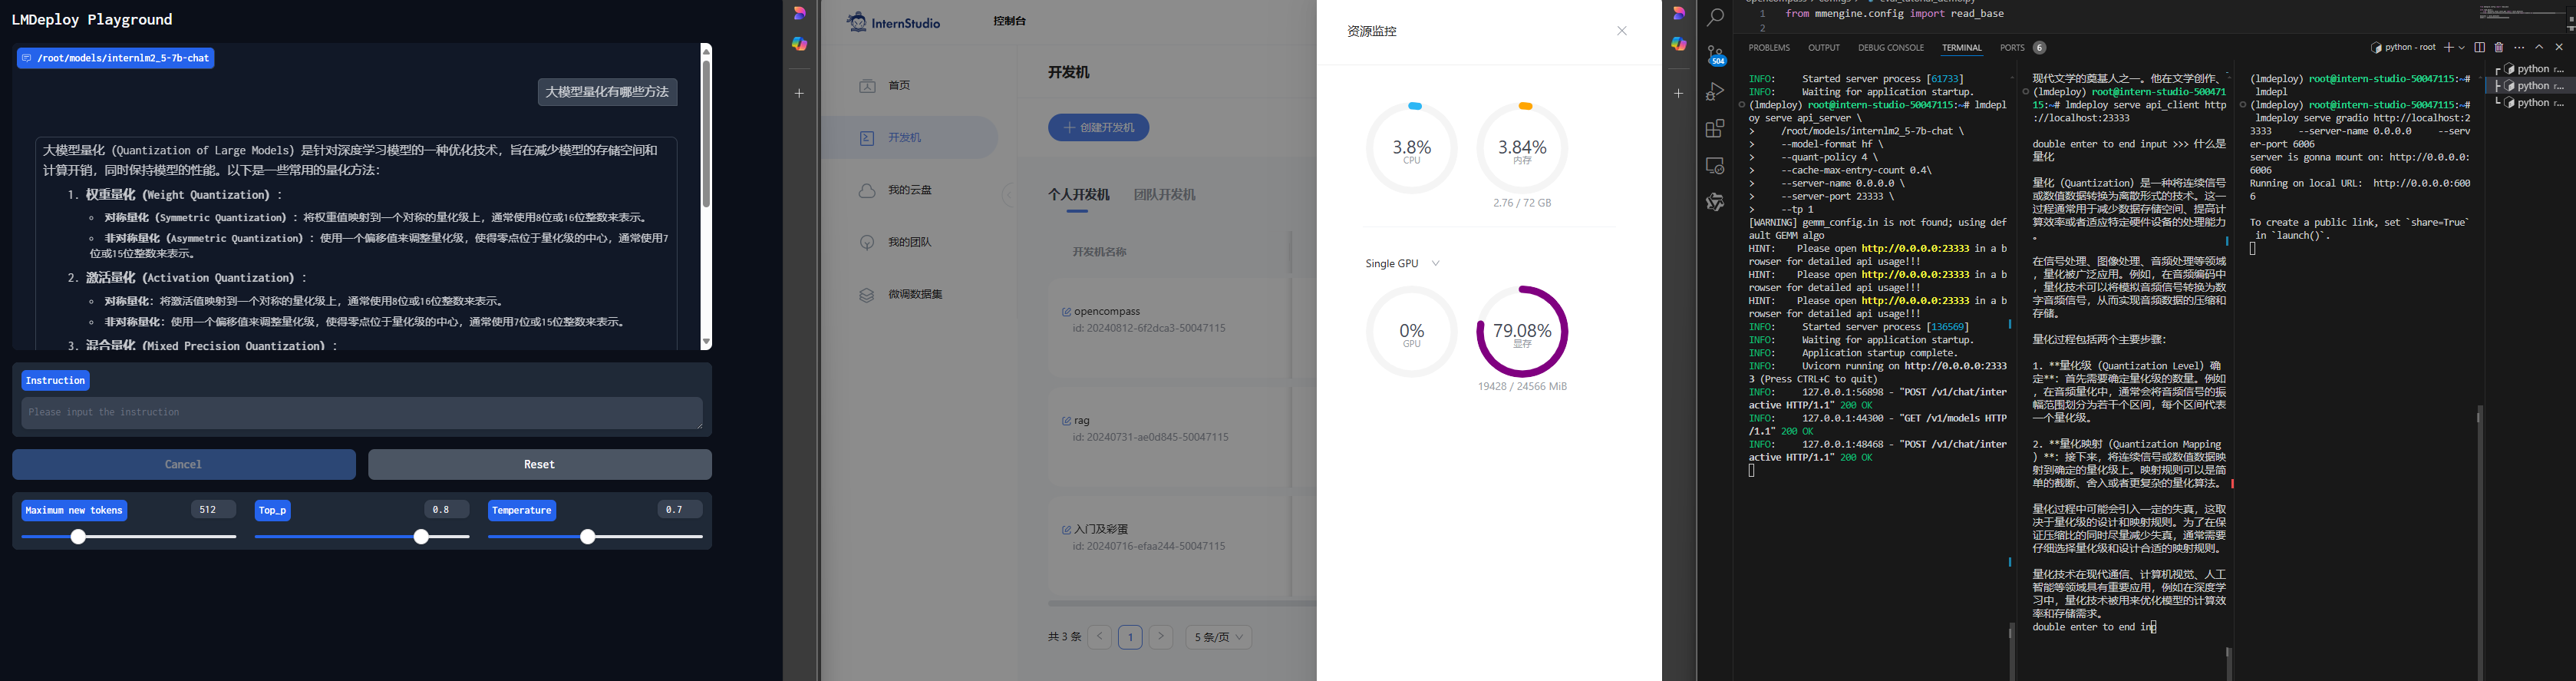 LMDeploy Playground
/root/models/internlm2_5-7b-chat
大模型量化有哪些方法
大模型量化 (Quantization of Large Models) 是针对深度学习模型的一种优化技术, 旨在减少模型的存储空间和
计算开销, 同时保持模型的性能。以下是一些常用的量化方法:
1. 权重量化 (Weight Quantization) :
对称量化 (Symmetric Quantization) : 将权重值映射到一个对称的量化级上, 通常使用8位或16位整数来表示。
非对称量化 (Asymmetric Quantization) : 使用一个偏移值来调整量化级, 使得零点位于量化级的中心, 通常使用7
位或15位整数来表示。
2. 激活量化 (Activation Quantization) :
对称量化: 将激活值映射到一个对称的量化级上, 通常使用8位或16位整数来表示。
非对称量化: 使用一个偏移值来调整量化级, 使得零点位于量化级的中心, 通常使用7位或15位整数来表示。
3. 混合量化 (Mixed Precision Quantization) :
Instruction
Please input the instruction
Cancel
Reset
Maximum new tokens 512
Top_p 0.8
Temperature 0.7
InternStudio
控制台
首页
开发机
我的云盘
我的团队
微调数据集
开发机
创建开发机
个人开发机 团队开发机
开发机名称
opencompass
id: 20240812-6f2dca3-50047115
rag
id: 20240731-ae0d845-50047115
入门及彩蛋
id: 20240716-efaa244-50047115
共 3 条 < 1 > 5 条/页
资源监控
3.8%
CPU
3.84%
内存
2.76 / 72 GB
Single GPU
0%
GPU
79.08%
显存
19428 / 24566 MiB
504
1 from mmengine.config import read_base
2
PROBLEMS OUTPUT DEBUG CONSOLE TERMINAL PORTS 6
python - root
INFO: Started server process [61733]
INFO: Waiting for application startup.
(lmdeploy) root@intern-studio-50047115:~# lmdepl
oy serve api_server \
> /root/models/internlm2_5-7b-chat \
> --model-format hf \
> --quant-policy 4 \
> --cache-max-entry-count 0.4\
> --server-name 0.0.0.0 \
> --server-port 23333 \
> --tp 1
[WARNING] gemm_config.in is not found; using def
ault GEMM algo
HINT: Please open http://0.0.0.0:23333 in a b
rowser for detailed api usage!!!
HINT: Please open http://0.0.0.0:23333 in a b
rowser for detailed api usage!!!
HINT: Please open http://0.0.0.0:23333 in a b
rowser for detailed api usage!!!
INFO: Started server process [136569]
INFO: Waiting for application startup.
INFO: Application startup complete.
INFO: Uvicorn running on http://0.0.0.0:2333
3 (Press CTRL+C to quit)
INFO: 127.0.0.1:56898 - "POST /v1/chat/inter
active HTTP/1.1" 200 OK
INFO: 127.0.0.1:44300 - "GET /v1/models HTTP
/1.1" 200 OK
INFO: 127.0.0.1:48468 - "POST /v1/chat/inter
active HTTP/1.1" 200 OK
现代文学的奠基人之一。他在文学创作、
(lmdeploy) root@intern-studio-500471
15:~# lmdeploy serve api_client http
://localhost:23333
double enter to end input >>> 什么是
量化
量化 (Quantization) 是一种将连续信号
或数值数据转换为离散形式的技术。这一
过程通常用于减少数据存储空间、提高计
算效率或者适应特定硬件设备的处理能力
。
在信号处理、图像处理、音频处理等领域
, 量化被广泛应用。例如, 在音频编码中
, 量化技术可以将模拟音频信号转换为数
字音频信号, 从而实现音频数据的压缩和
存储。
量化过程包括两个主要步骤:
1. **量化级 (Quantization Level) 确
定**: 首先需要确定量化级的数量。例如
, 在音频量化中, 通常会将音频信号的振
幅范围划分为若干个区间, 每个区间代表
一个量化级。
2. **量化映射 (Quantization Mapping
) **: 接下来, 将连续信号或数值数据映
射到确定的量化级上。映射规则可以是简
单的截断、舍入或者更复杂的量化算法。
量化过程中可能会引入一定的失真, 这取
决于量化级的设计和映射规则。为了在保
证压缩比的同时尽量减少失真, 通常需要
仔细选择量化级和设计合适的映射规则。
量化技术在现代通信、计算机视觉、人工
智能等领域具有重要应用, 例如在深度学
习中, 量化技术被用来优化模型的计算效
率和存储需求。
double enter to end inp
(lmdeploy) root@intern-studio-50047115:~#
lmdepl
(lmdeploy) root@intern-studio-50047115:~#
lmdeploy serve gradio http://localhost:2
3333 --server-name 0.0.0.0 --serv
er-port 6006
server is gonna mount on: http://0.0.0.0:
6006
Running on local URL: http://0.0.0.0:600
6
To create a public link, set `share=True`
in `launch()`.
python r...
python r...
python r...